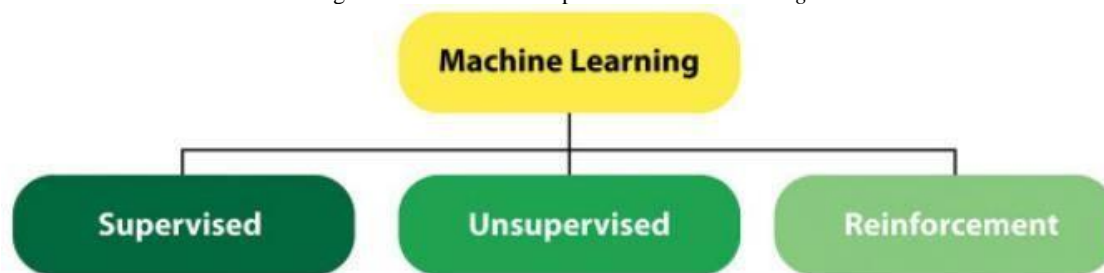 Machine Learning
Supervised
Unsupervised
Reinforcement